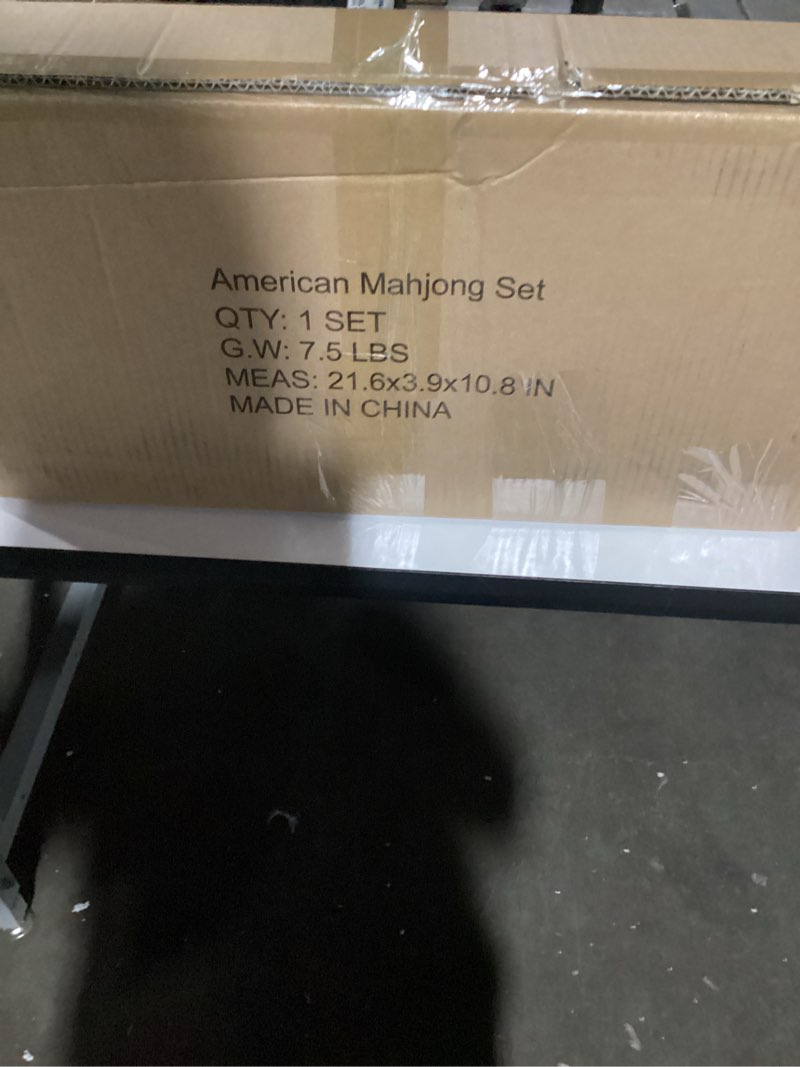 American Mahjong Set
QTY: 1 SET
G.W: 7.5 LBS
MEAS: 21.6x3.9x10.8 IN
MADE IN CHINA